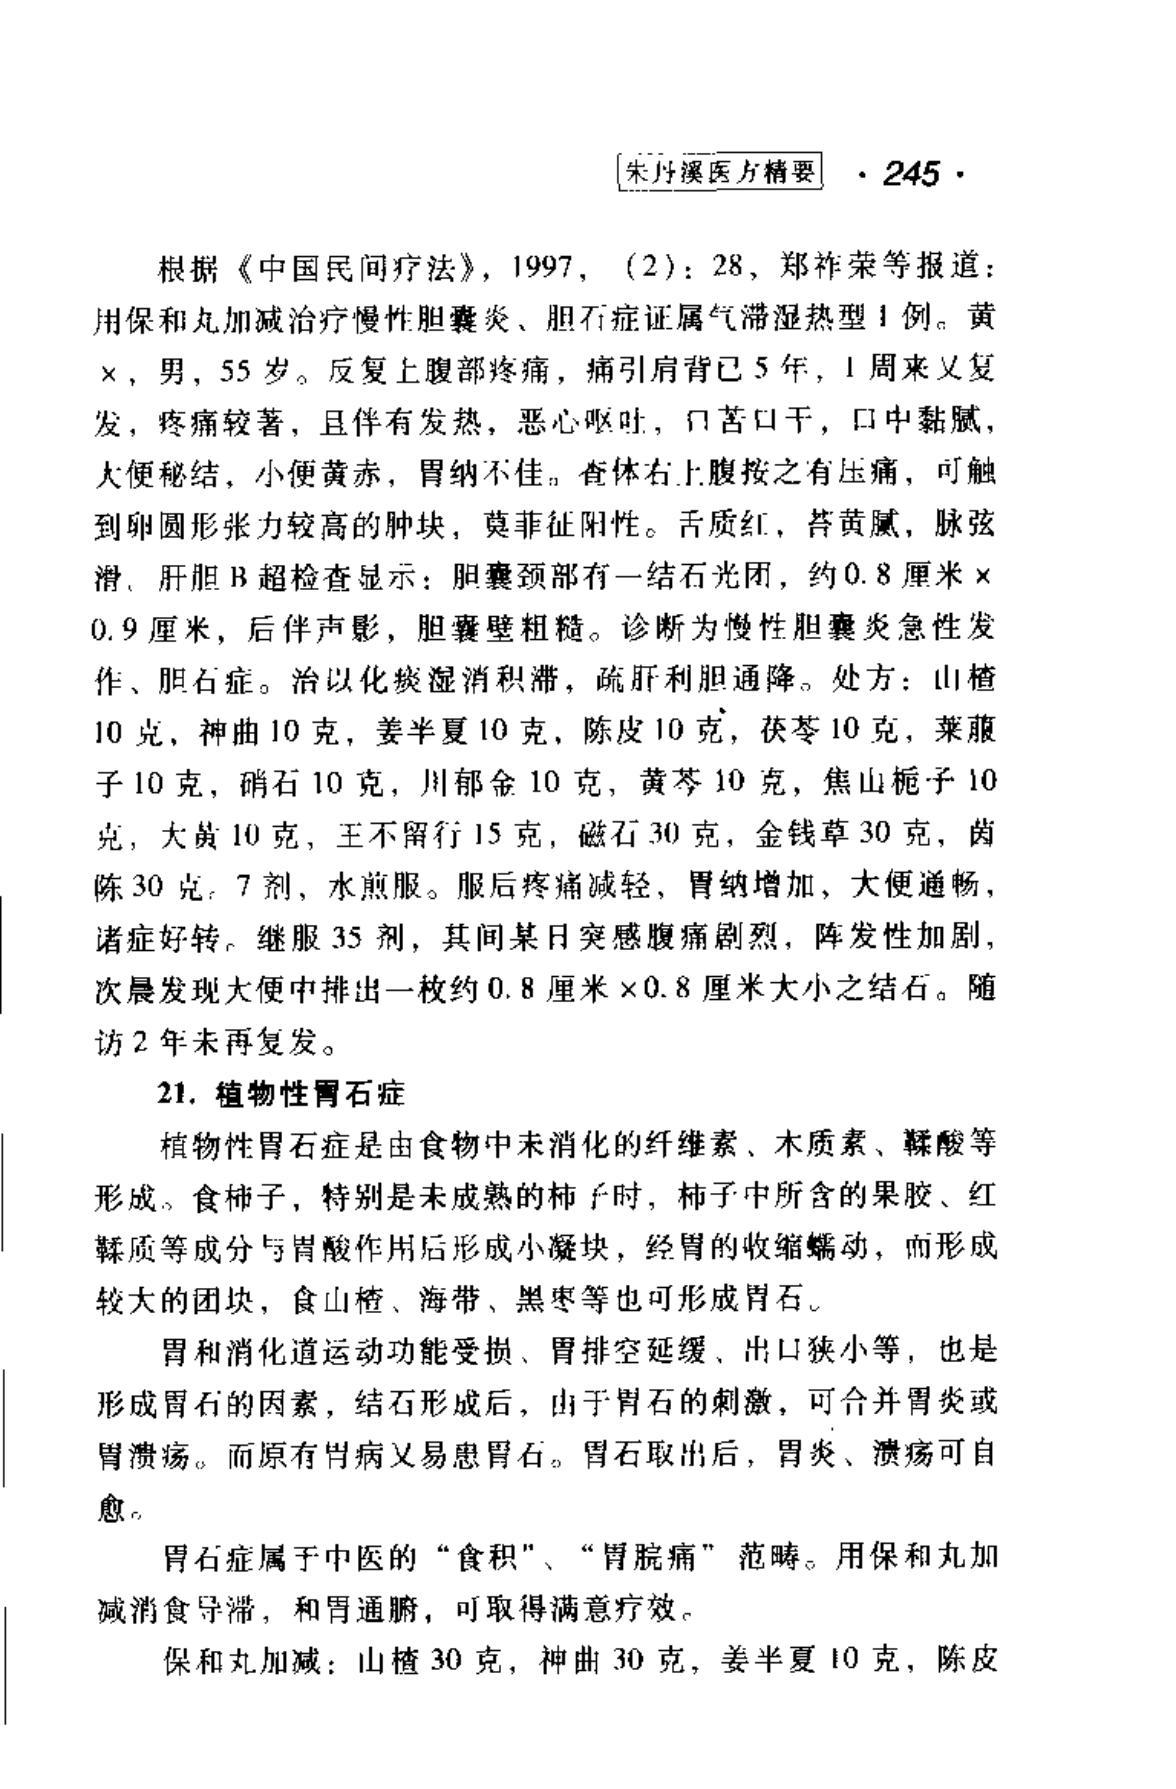 朱丹溪医方精要 · 245 ·
根据《中国民间疗法》，1997，（2）：28，郑祚荣等报道：
用保和丸加减治疗慢性胆囊炎、胆石症证属气滞湿热型1例。黄
×，男，55岁。反复上腹部疼痛，痛引肩背已5年，1周来又复
发，疼痛较著，且伴有发热，恶心呕吐，口苦口干，口中黏腻，
大便秘结，小便黄赤，胃纳不佳。查体右上腹按之有压痛，可触
到卵圆形张力较高的肿块，莫菲征阳性。舌质红，苔黄腻，脉弦
滑。肝胆B超检查显示：胆囊颈部有一结石光团，约0.8厘米×
0.9厘米，后伴声影，胆囊壁粗糙。诊断为慢性胆囊炎急性发
作、胆石症。治以化痰湿消积滞，疏肝利胆通降。处方：山楂
10克，神曲10克，姜半夏10克，陈皮10克，茯苓10克，莱菔
子10克，硝石10克，川郁金10克，黄芩10克，焦山栀子10
克，大黄10克，王不留行15克，磁石30克，金钱草30克，茵
陈30克。7剂，水煎服。服后疼痛减轻，胃纳增加，大便通畅，
诸症好转。继服35剂，其间某日突感腹痛剧烈，阵发性加剧，
次晨发现大便中排出一枚约0.8厘米×0.8厘米大小之结石。随
访2年未再复发。
21. 植物性胃石症
植物性胃石症是由食物中未消化的纤维素、木质素、鞣酸等
形成。食柿子，特别是未成熟的柿子时，柿子中所含的果胶、红
鞣质等成分与胃酸作用后形成小凝块，经胃的收缩蠕动，而形成
较大的团块，食山楂、海带、黑枣等也可形成胃石。
胃和消化道运动功能受损、胃排空延缓、出口狭小等，也是
形成胃石的因素，结石形成后，由于胃石的刺激，可合并胃炎或
胃溃疡。而原有胃病又易患胃石。胃石取出后，胃炎、溃疡可自
愈。
胃石症属于中医的“食积”、“胃脘痛”范畴。用保和丸加
减消食导滞，和胃通腑，可取得满意疗效。
保和丸加减：山楂30克，神曲30克，姜半夏10克，陈皮